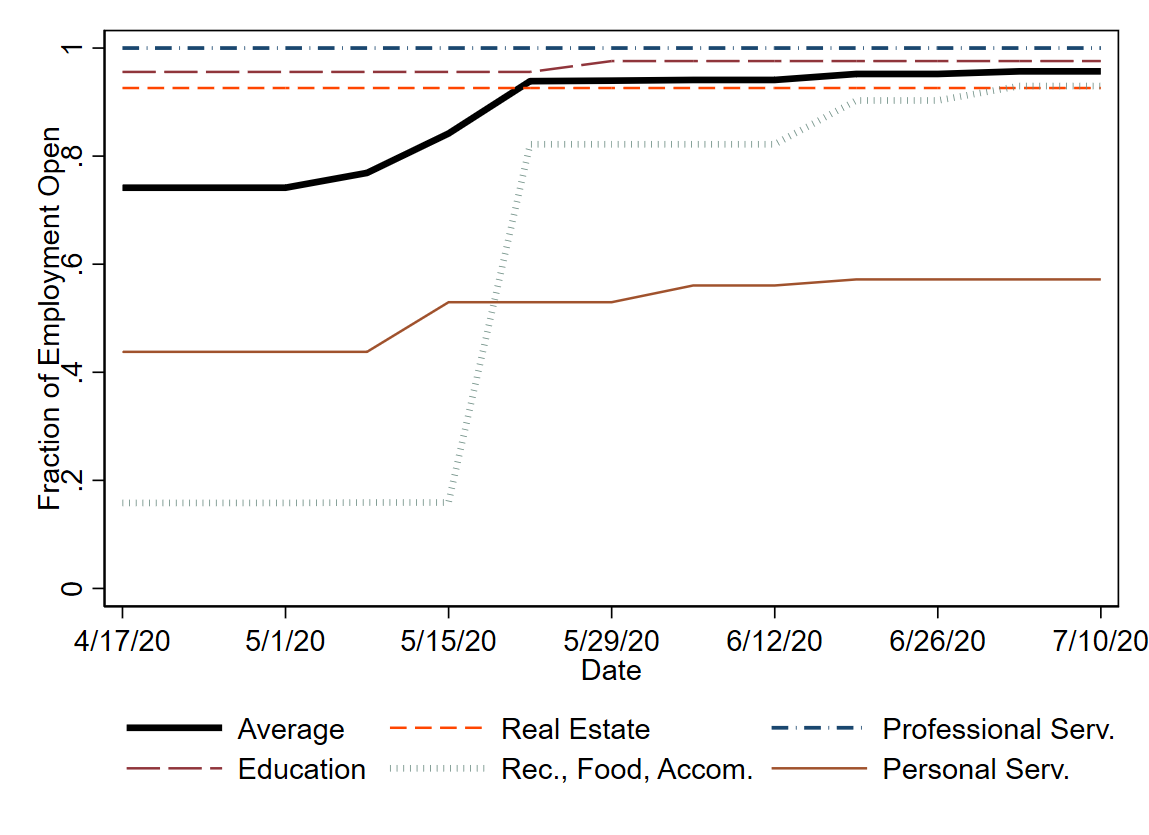 Fraction of Employment Open
1
.8
.6
.4
.2
0
4/17/20 5/1/20 5/15/20 5/29/20 6/12/20 6/26/20 7/10/20
Date
Average Real Estate Professional Serv.
Education Rec., Food, Accom. Personal Serv.